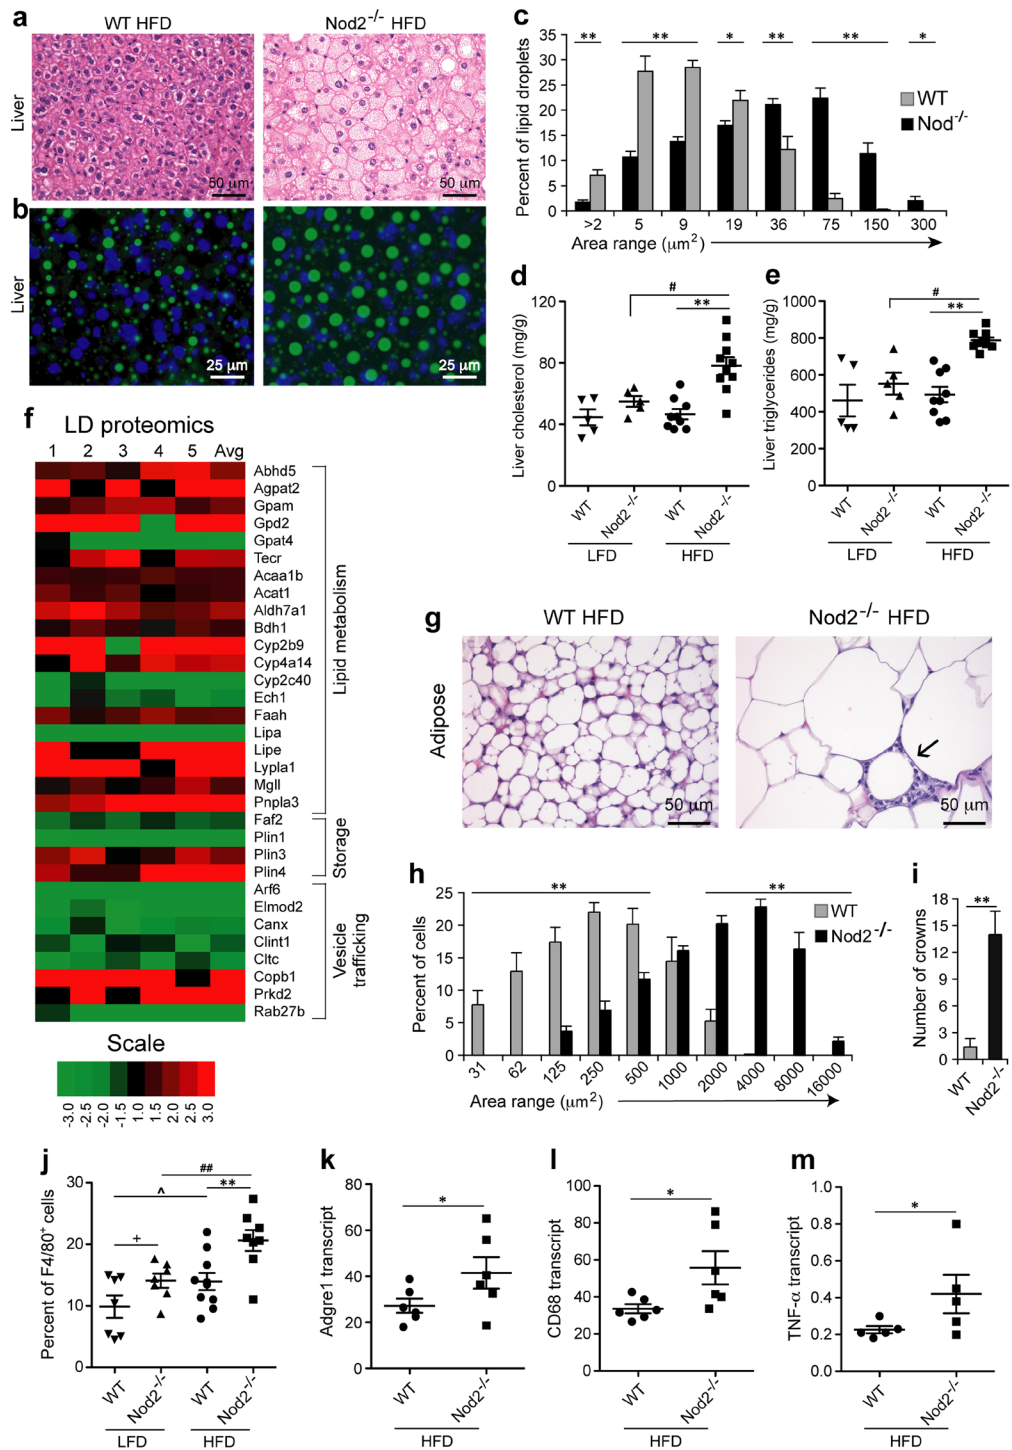 a
WT HFD
Nod2-/- HFD
Liver
50 μm
50 μm
b
Liver
25 μm
25 μm
c
Percent of lipid droplets
35
30
25
20
15
10
5
0
** ** * ** ** *
WT
Nod-/-
>2 5 9 19 36 75 150 300
Area range (μm2)
d
Liver cholesterol (mg/g)
120
80
40
0
#
**
WT Nod2-/- WT Nod2-/-
LFD HFD
e
Liver triglycerides (mg/g)
1000
800
600
400
200
0
#
**
WT Nod2-/- WT Nod2-/-
LFD HFD
f
LD proteomics
1 2 3 4 5 Avg
Abhd5
Agpat2
Gpam
Gpd2
Gpat4
Tecr
Acaa1b
Acat1
Aldh7a1
Bdh1
Cyp2b9
Cyp4a14
Cyp2c40
Ech1
Faah
Lipa
Lipe
Lypla1
Mgll
Pnpla3
Faf2
Plin1
Plin3
Plin4
Arf6
Elmod2
Canx
Clint1
Cltc
Copb1
Prkd2
Rab27b
Lipid metabolism
Storage
Vesicle
trafficking
Scale
-3.0 -2.5 -2.0 -1.5 1.0 1.5 2.0 2.5 3.0
g
WT HFD
Nod2-/- HFD
Adipose
50 μm
50 μm
h
Percent of cells
25
20
15
10
5
0
** **
WT
Nod2-/-
31 62 125 250 500 1000 2000 4000 8000 16000
Area range (μm2)
i
Number of crowns
18
15
12
9
6
3
0
**
WT Nod2-/-
j
Percent of F4/80+ cells
30
20
10
0
##
^ **
+
WT Nod2-/- WT Nod2-/-
LFD HFD
k
Adgre1 transcript
80
60
40
20
0
*
WT Nod2-/-
HFD
l
CD68 transcript
100
80
60
40
20
0
*
WT Nod2-/-
HFD
m
TNF-α transcript
1.0
0.8
0.6
0.4
0.2
0.0
*
WT Nod2-/-
HFD